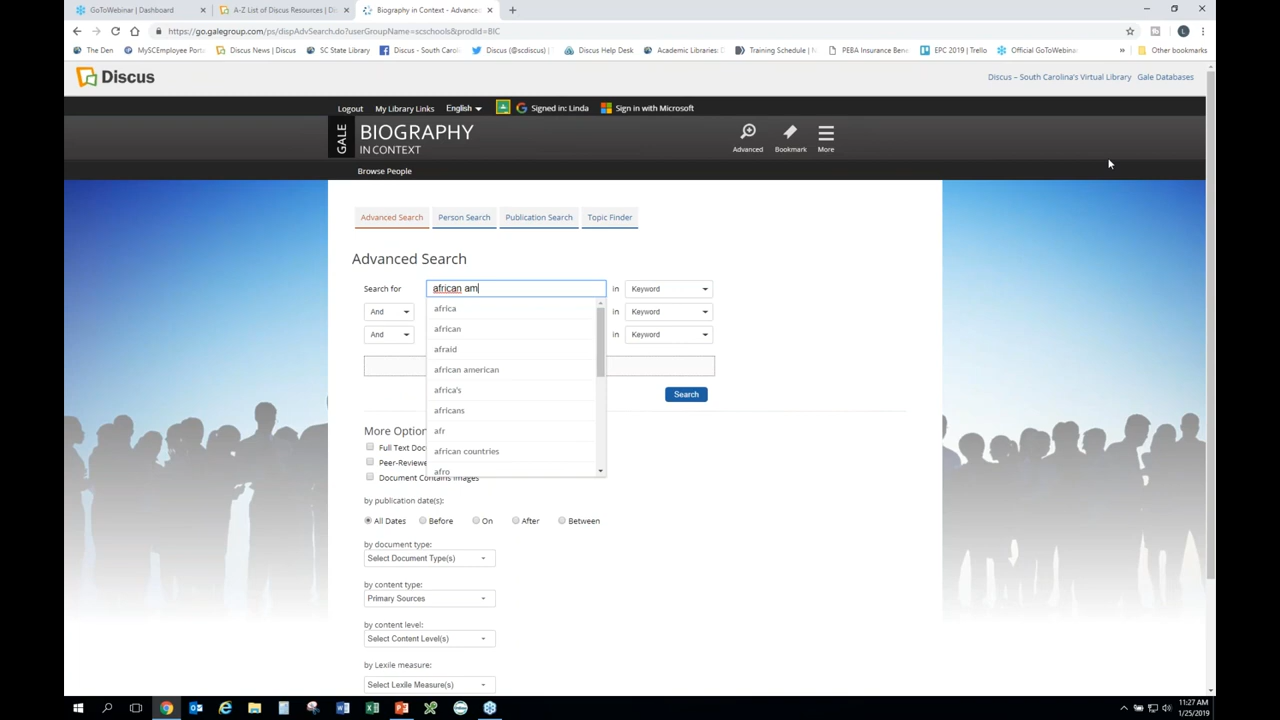 GoToWebinar | Dashboard
A-Z List of Discus Resources | D
Biography in Context - Advance
https://go.galegroup.com/ps/dispAdvSearch.do?userGroupName=scschools&prodId=BIC
The Den MySCEmployee Port Discus News | Discus SC State Library Discus - South Carol Twitter (@scdiscus) Discus Help Desk Academic Libraries: Training Schedule | M PEBA Insurance Bene EPC 2019 | Trello Official GoToWebina » Other bookmarks
Discus
Discus – South Carolina's Virtual Library Gale Databases
Logout My Library Links English Signed in: Linda Sign in with Microsoft
GALE
BIOGRAPHY
IN CONTEXT
Advanced Bookmark More
Browse People
Advanced Search Person Search Publication Search Topic Finder
Advanced Search
Search for african am in Keyword
africa
And in Keyword
african
And in Keyword
afraid
african american
africa's
Search
africans
More Option
afr
Full Text Doc
african countries
Peer-Reviewe
afro
Document Contains Images
by publication date(s):
All Dates Before On After Between
by document type:
Select Document Type(s)
by content type:
Primary Sources
by content level:
Select Content Level(s)
by Lexile measure:
Select Lexile Measure(s)
11:27 AM
1/25/2019